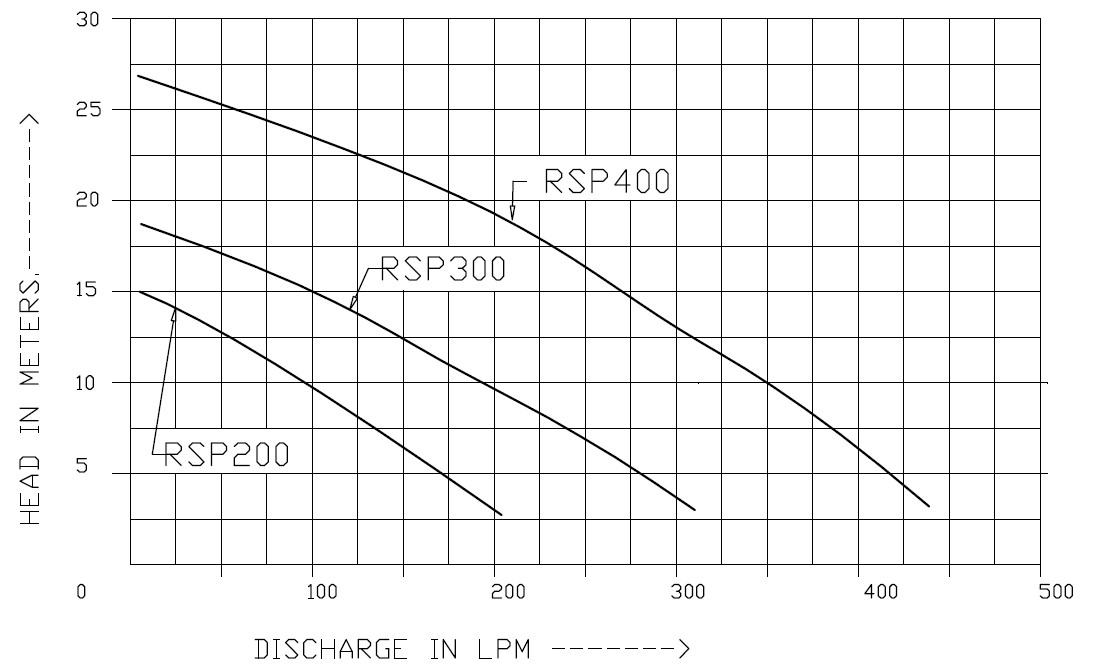 30
25
20
15
10
5
0
HEAD IN METERS.------->
RSP400
RSP300
RSP200
100
200
300
400
500
DISCHARGE IN LPM ------->